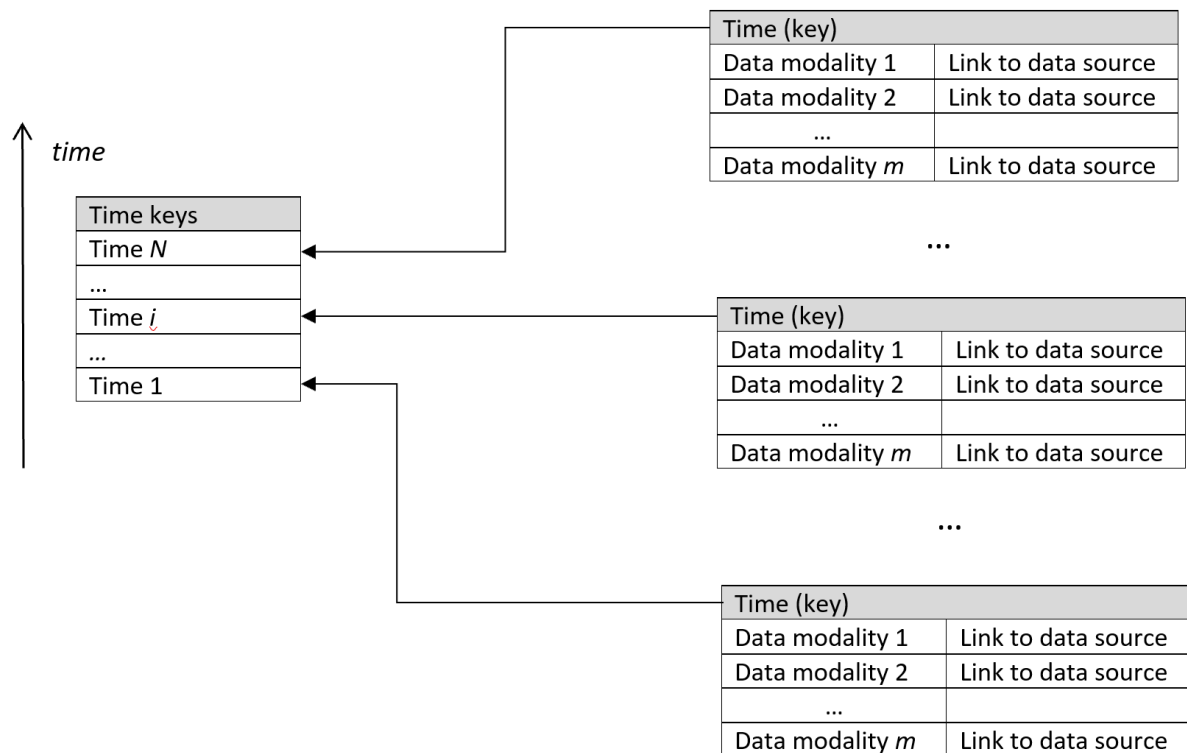 Time (key)
Data modality 1 Link to data source
Data modality 2 Link to data source
...
Data modality m Link to data source
time
Time keys
Time N
...
Time i
...
Time 1
...
Time (key)
Data modality 1 Link to data source
Data modality 2 Link to data source
...
Data modality m Link to data source
...
Time (key)
Data modality 1 Link to data source
Data modality 2 Link to data source
...
Data modality m Link to data source